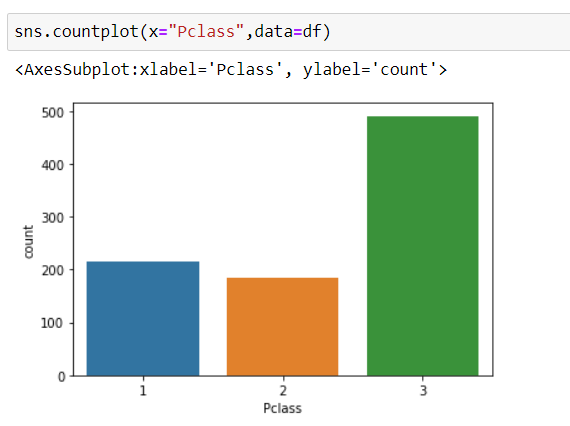 sns.countplot(x="Pclass",data=df)
<AxesSubplot:xlabel='Pclass', ylabel='count'>
500
400
300
200
100
0
count
1 2 3
Pclass